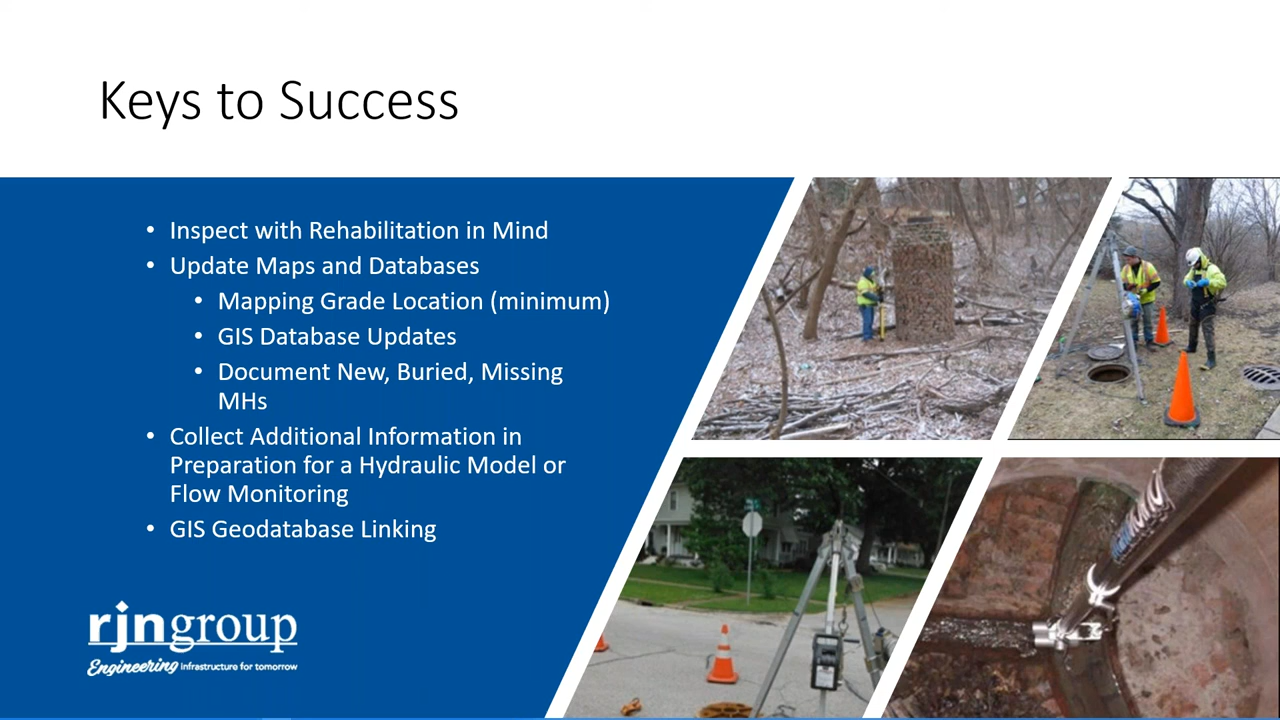 Keys to Success
• Inspect with Rehabilitation in Mind
• Update Maps and Databases
• Mapping Grade Location (minimum)
• GIS Database Updates
• Document New, Buried, Missing
MHs
• Collect Additional Information in
Preparation for a Hydraulic Model or
Flow Monitoring
• GIS Geodatabase Linking
rjngroup
Engineering Infrastructure for tomorrow